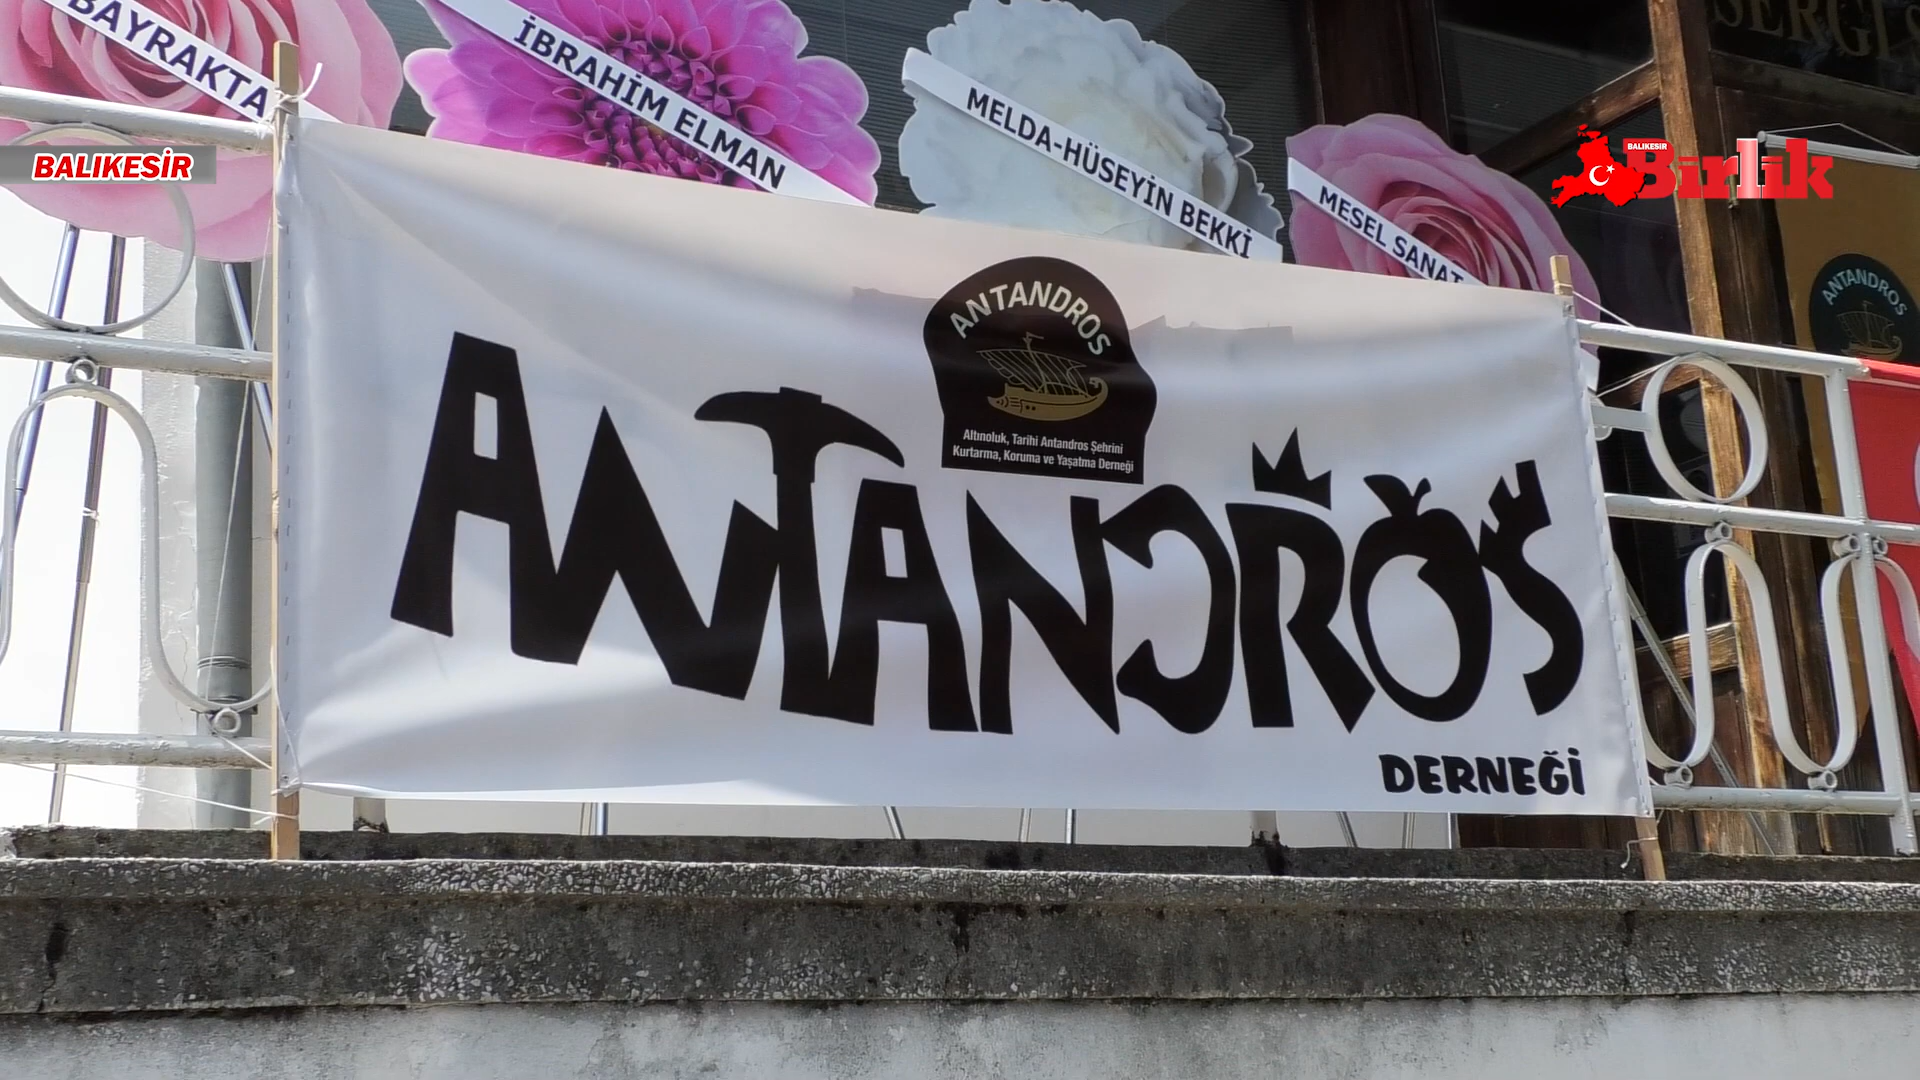 BAYRAKTA
İBRAHİM ELMAN
MELDA-HÜSEYİN BEKKİ
MESEL SANAT
SERGİ
BALIKESİR
BALIKESİR
Birlik
ANTANDROS
Altınoluk, Tarihi Antandros Şehrini
Kurtarma, Koruma ve Yaşatma Derneği
ANTANDROS
ANTANDROS
DERNEĞİ